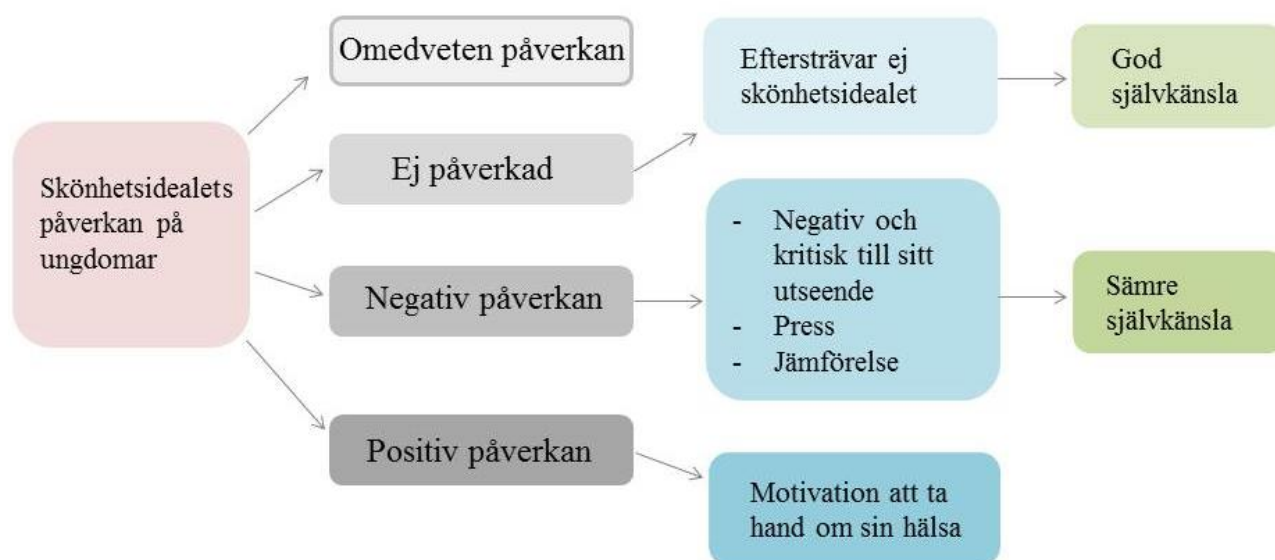 Skönhetsidealets
påverkan på
ungdomar
Omedveten påverkan
Ej påverkad
Negativ påverkan
Positiv påverkan
Eftersträvar ej
skönhetsidealet
- Negativ och
kritisk till sitt
utseende
- Press
- Jämförelse
Motivation att ta
hand om sin hälsa
God
självkänsla
Sämre
självkänsla